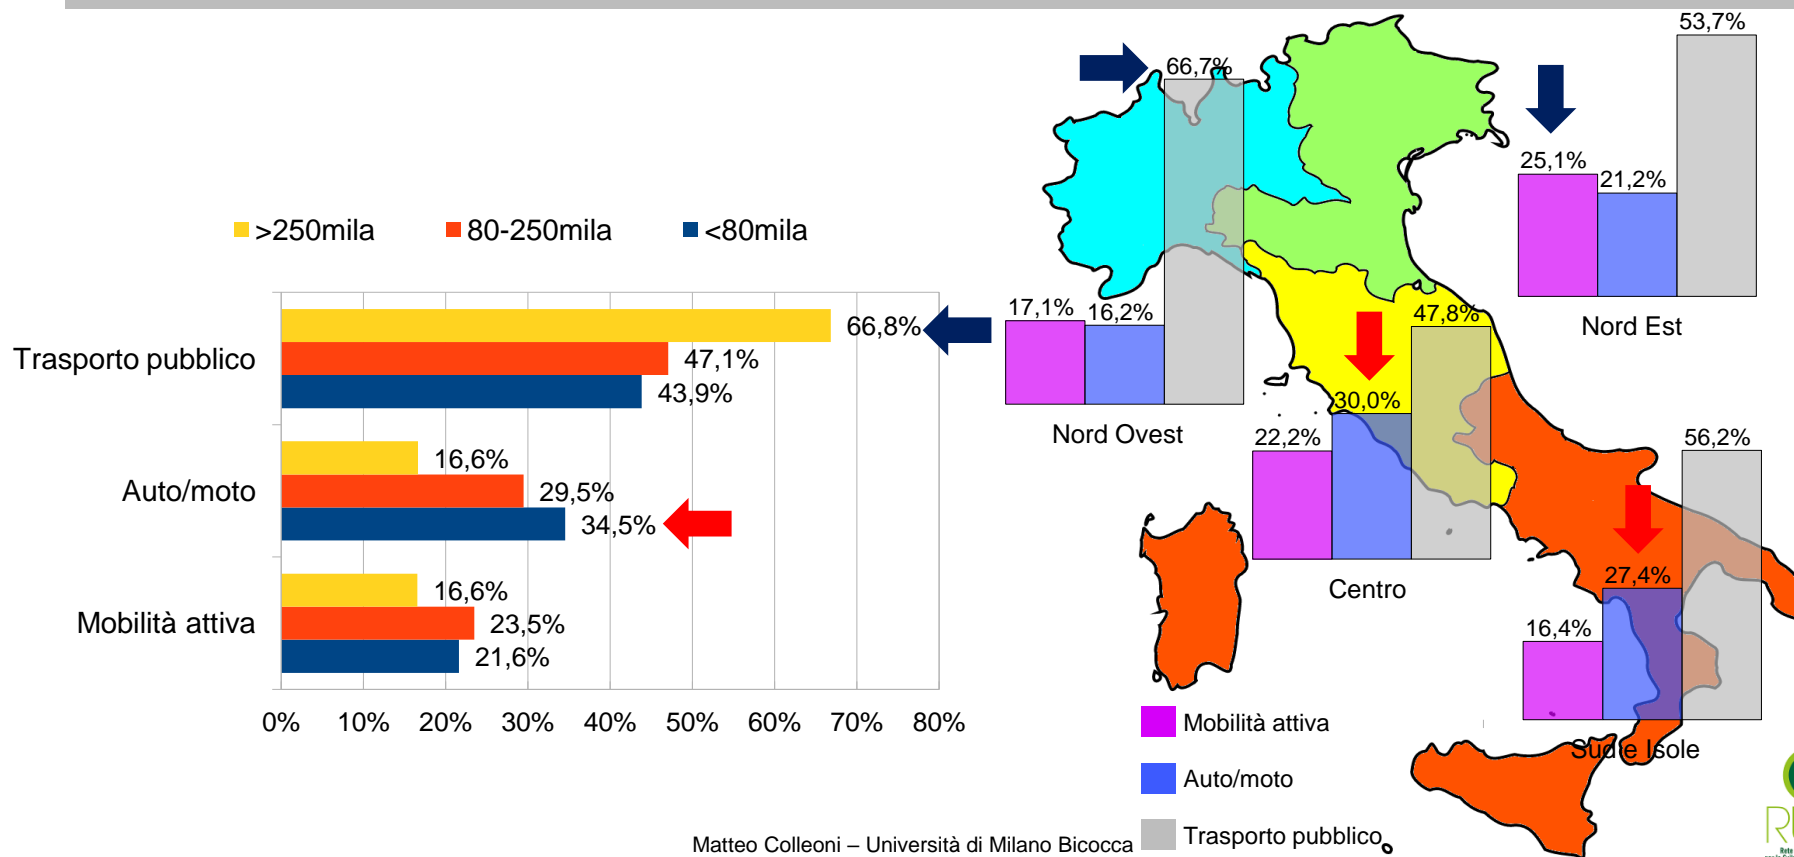 >250mila 80-250mila <80mila
Trasporto pubblico
66,8%
47,1%
43,9%
Auto/moto
16,6%
29,5%
34,5%
Mobilità attiva
16,6%
23,5%
21,6%
0% 10% 20% 30% 40% 50% 60% 70% 80%
17,1% 16,2% 66,7%
Nord Ovest
25,1% 21,2% 53,7%
Nord Est
22,2% 30,0% 47,8%
Centro
16,4% 27,4% 56,2%
Sud e Isole
Mobilità attiva
Auto/moto
Trasporto pubblico
Matteo Colleoni – Università di Milano Bicocca
Rete